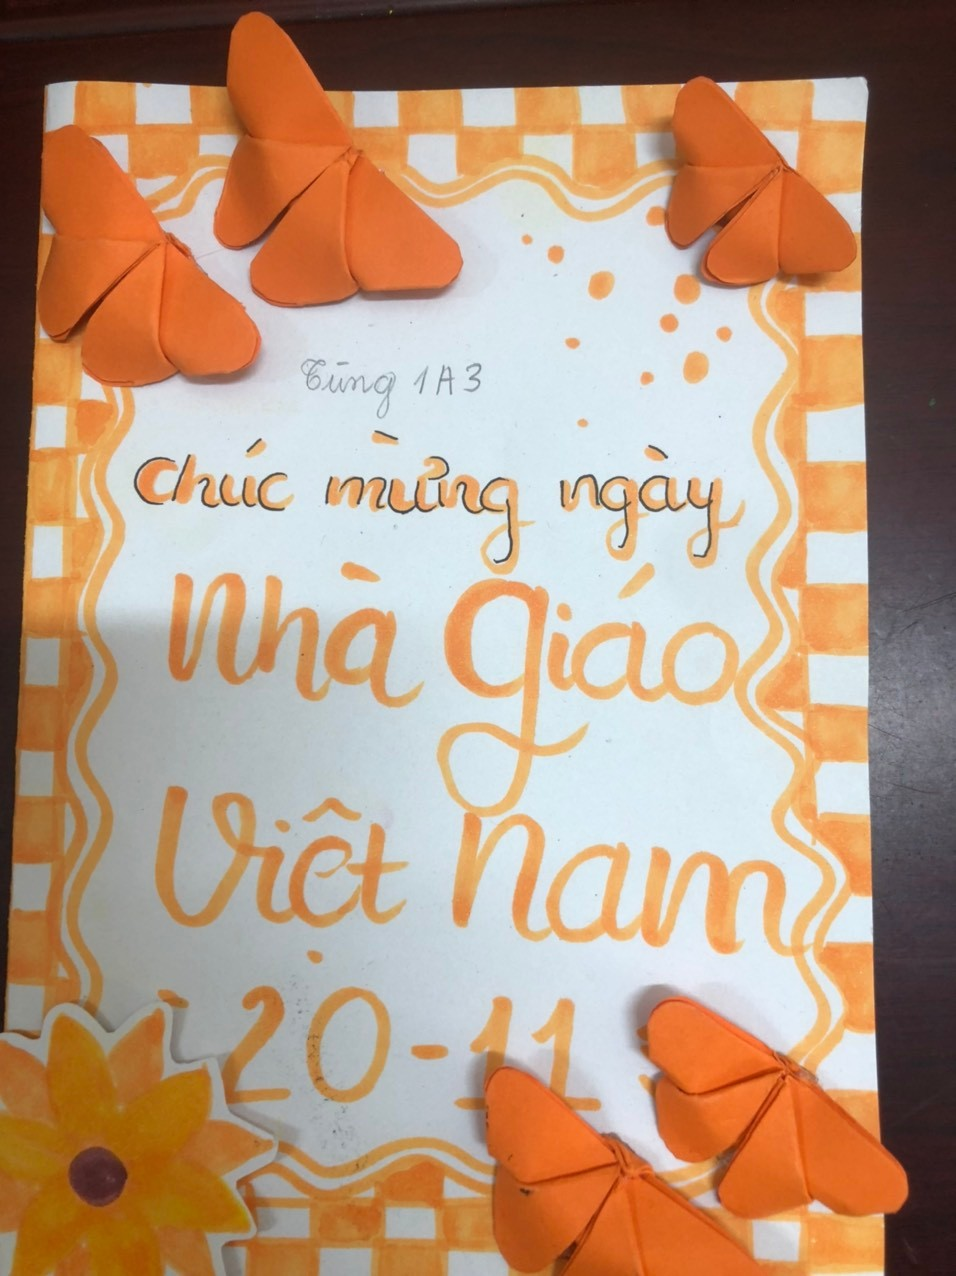 Tùng 1A3
Chúc mừng ngày
Nhà giáo
Việt Nam
20-11